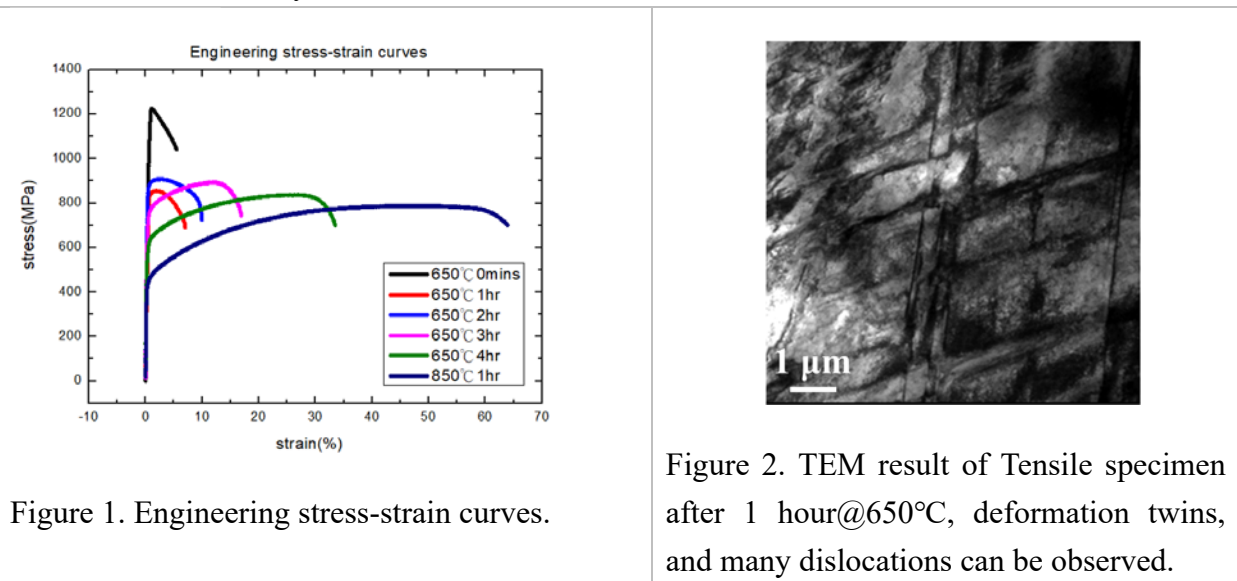 Engineering stress-strain curves
1400
1200
1000
800
600
400
200
0
stress(MPa)
650℃ 0mins
650℃ 1hr
650℃ 2hr
650℃ 3hr
650℃ 4hr
850℃ 1hr
-10 0 10 20 30 40 50 60 70
strain(%)
Figure 1. Engineering stress-strain curves.
1 μm
Figure 2. TEM result of Tensile specimen
after 1 hour@650℃, deformation twins,
and many dislocations can be observed.